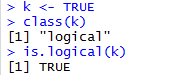 > k <- TRUE
> class(k)
[1] "logical"
> is.logical(k)
[1] TRUE